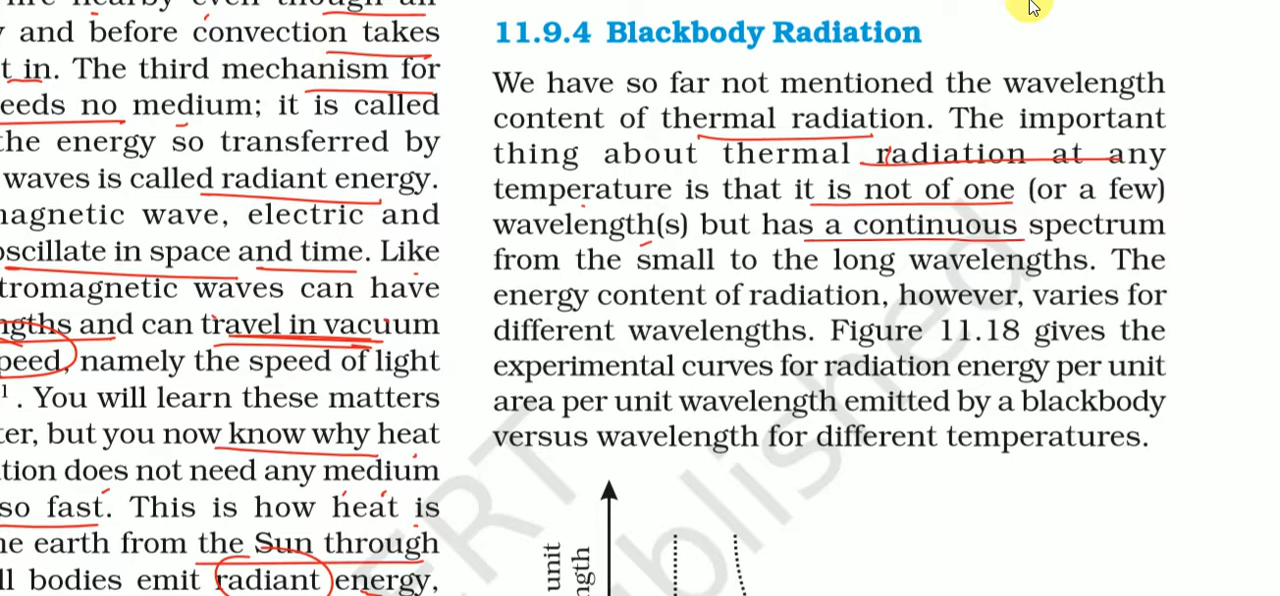 and before convection takes
t in. The third mechanism for
eeds no medium; it is called
the energy so transferred by
waves is called radiant energy.
magnetic wave, electric and
oscillate in space and time. Like
tromagnetic waves can have
ngths and can travel in vacuum
peed, namely the speed of light
1 . You will learn these matters
ter, but you now know why heat
tion does not need any medium
so fast. This is how heat is
he earth from the Sun through
ll bodies emit radiant energy,
11.9.4 Blackbody Radiation
We have so far not mentioned the wavelength
content of thermal radiation. The important
thing about thermal radiation at any
temperature is that it is not of one (or a few)
wavelength(s) but has a continuous spectrum
from the small to the long wavelengths. The
energy content of radiation, however, varies for
different wavelengths. Figure 11.18 gives the
experimental curves for radiation energy per unit
area per unit wavelength emitted by a blackbody
versus wavelength for different temperatures.
unit
ngth